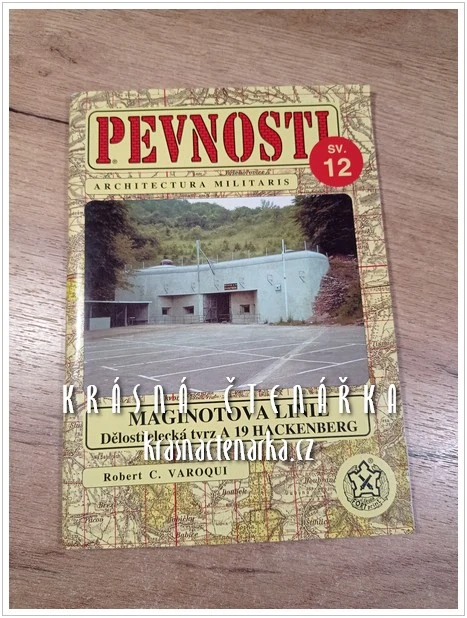 PEVNOSTI
SV.
12
ARCHITECTURA MILITARIS
KRÁSNÁ ČTENÁŘKA
MAGINOTOVA LINIE
Dělostřelecká tvrz A 19 HACKENBERG
krasnactenarka.cz
Robert C. VAROQUI